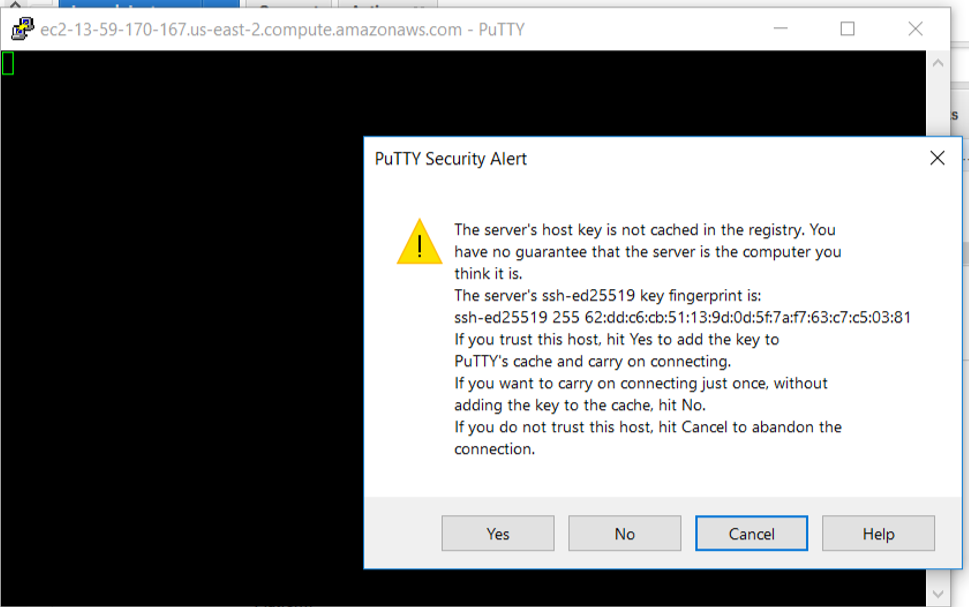 ec2-13-59-170-167.us-east-2.compute.amazonaws.com - PuTTY
PuTTY Security Alert
The server's host key is not cached in the registry. You
have no guarantee that the server is the computer you
think it is.
The server's ssh-ed25519 key fingerprint is:
ssh-ed25519 255 62:dd:c6:cb:51:13:9d:0d:5f:7a:f7:63:c7:c5:03:81
If you trust this host, hit Yes to add the key to
PuTTY's cache and carry on connecting.
If you want to carry on connecting just once, without
adding the key to the cache, hit No.
If you do not trust this host, hit Cancel to abandon the
connection.
Yes
No
Cancel
Help